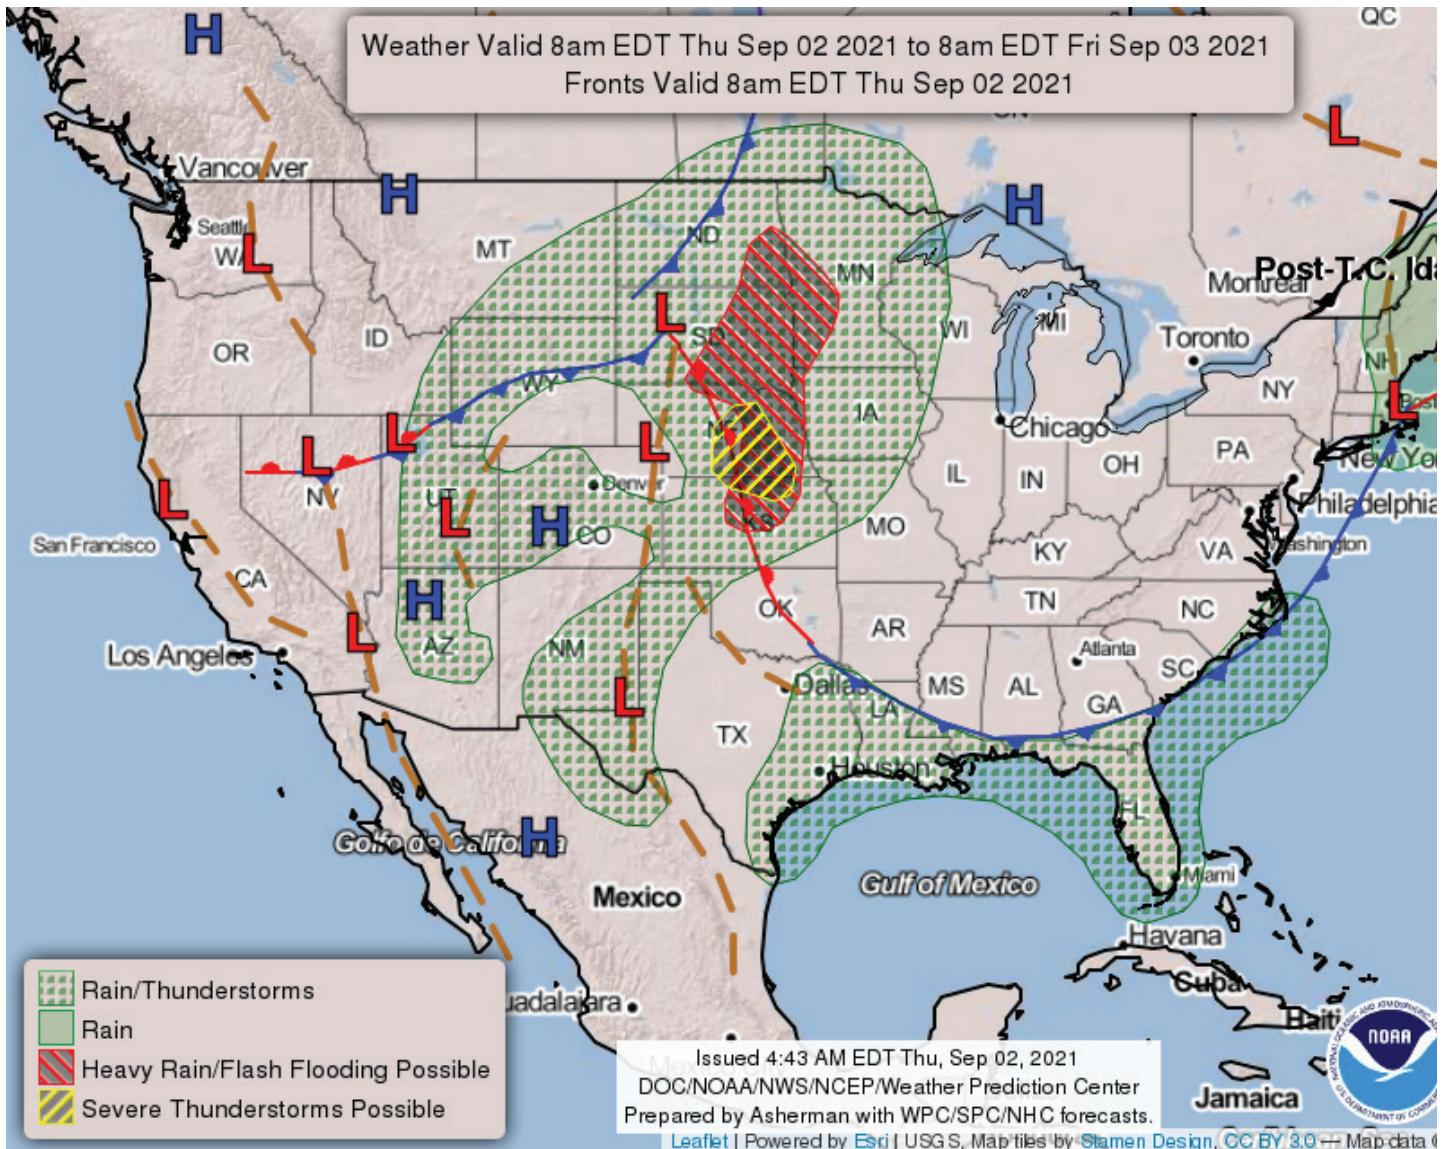 QC
Weather Valid 8am EDT Thu Sep 02 2021 to 8am EDT Fri Sep 03 2021
Fronts Valid 8am EDT Thu Sep 02 2021
H
L
Vancouver
H
H
Seattle
WA
L
MT
ND
MN
Post-T.C. Ida
Montreal
OR
ID
L
SD
WI
MI
Toronto
NH
NY
WY
IA
L
Chicago
L
L
L
NV
UT
Denver
IL
IN
OH
PA
New Yor
L
L
H
CO
KS
MO
Philadelphia
San Francisco
KY
VA
Washington
CA
H
OK
TN
NC
L
Los Angeles
AZ
NM
AR
Atlanta
SC
L
Dallas
MS
AL
GA
LA
TX
Houston
FL
Golfo de California
H
Mexico
Gulf of Mexico
Miami
Havana
Cuba
Haiti
Rain/Thunderstorms
Rain
Heavy Rain/Flash Flooding Possible
Severe Thunderstorms Possible
uadalajara
Mexico City
NOAA
Jamaica
Issued 4:43 AM EDT Thu, Sep 02, 2021
DOC/NOAA/NWS/NCEP/Weather Prediction Center
Prepared by Asherman with WPC/SPC/NHC forecasts.
Leaflet | Powered by Esri | USGS, Map tiles by Stamen Design, CC BY 3.0 — Map data ©